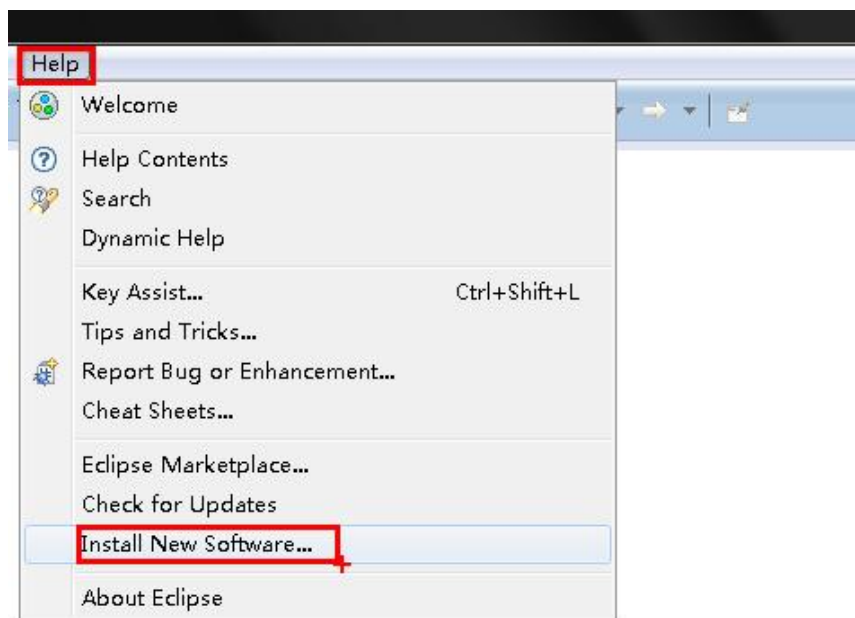 Help
Welcome
Help Contents
Search
Dynamic Help
Key Assist... Ctrl+Shift+L
Tips and Tricks...
Report Bug or Enhancement...
Cheat Sheets...
Eclipse Marketplace...
Check for Updates
Install New Software...
About Eclipse